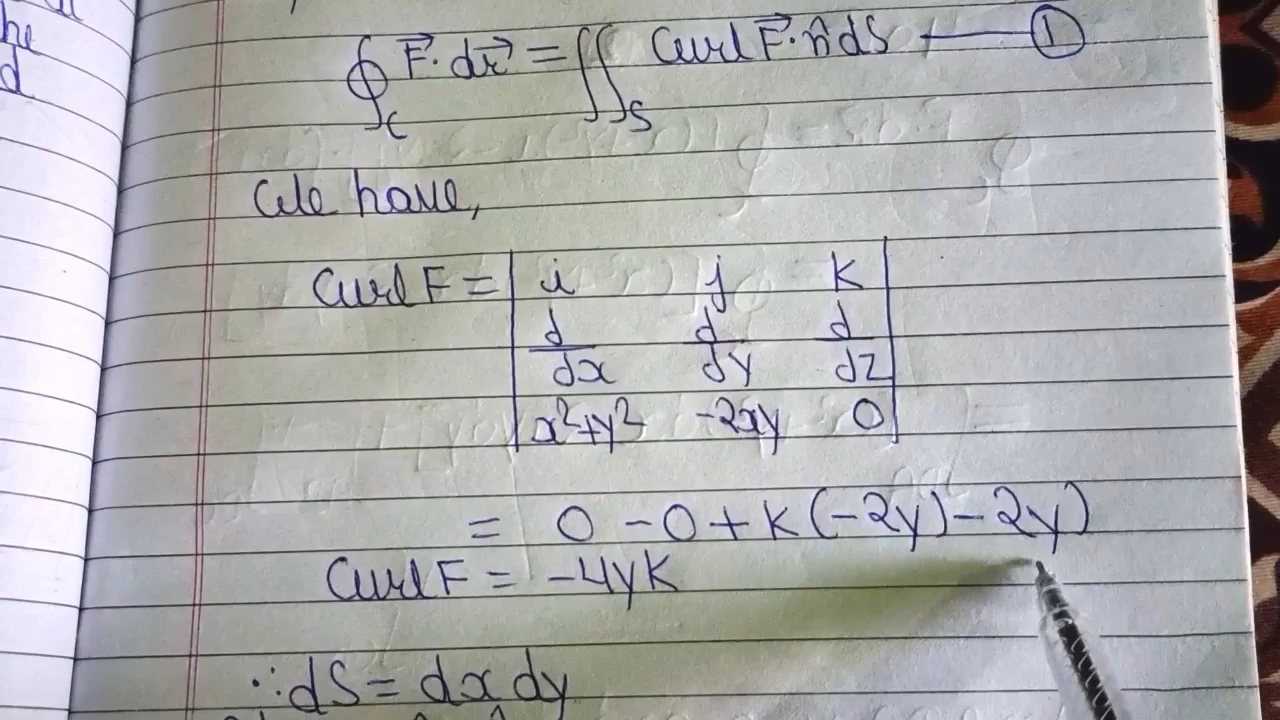 he
d
∮_C F⃗·dr⃗ = ∬_S Curl F⃗·n̂ dS —— ①
We have,
Curl F = | i j k |
| d/dx d/dy d/dz |
| x²+y² -2xy 0 |
= 0 - 0 + k (-2y) - 2y)
Curl F = -4yk
∵ dS = dx dy